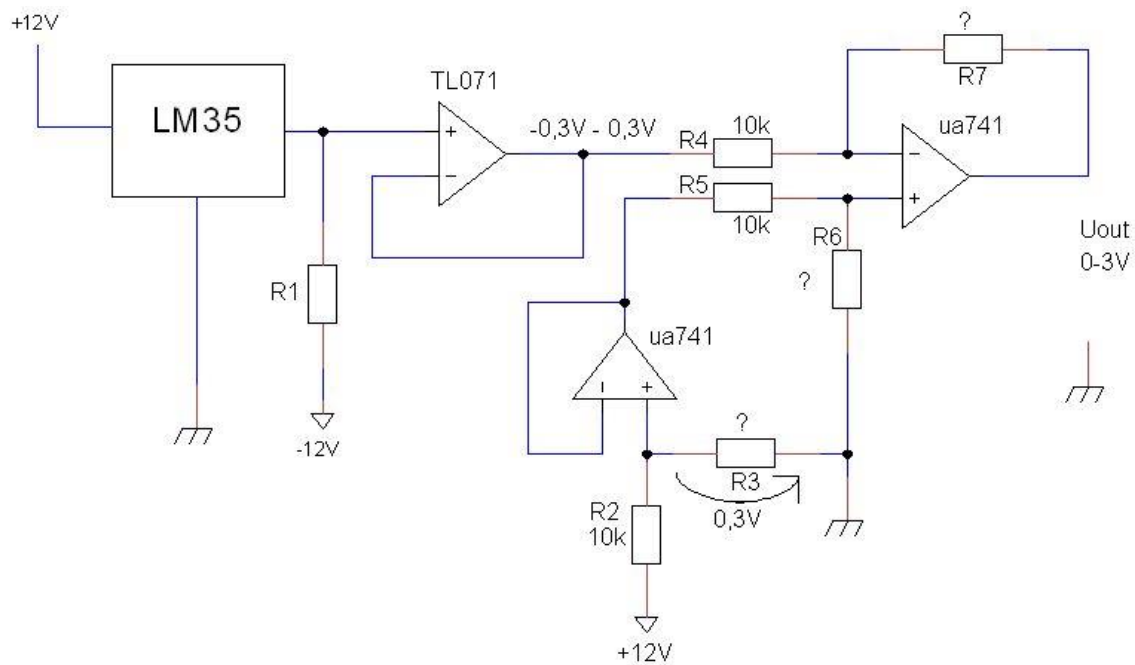 +12V
LM35
TL071
-0,3V - 0,3V
R1
-12V
R4
10k
R5
10k
?
R7
ua741
+
-
-
+
R6
?
Uout
0-3V
ua741
-
+
?
R3
0,3V
R2
10k
+12V